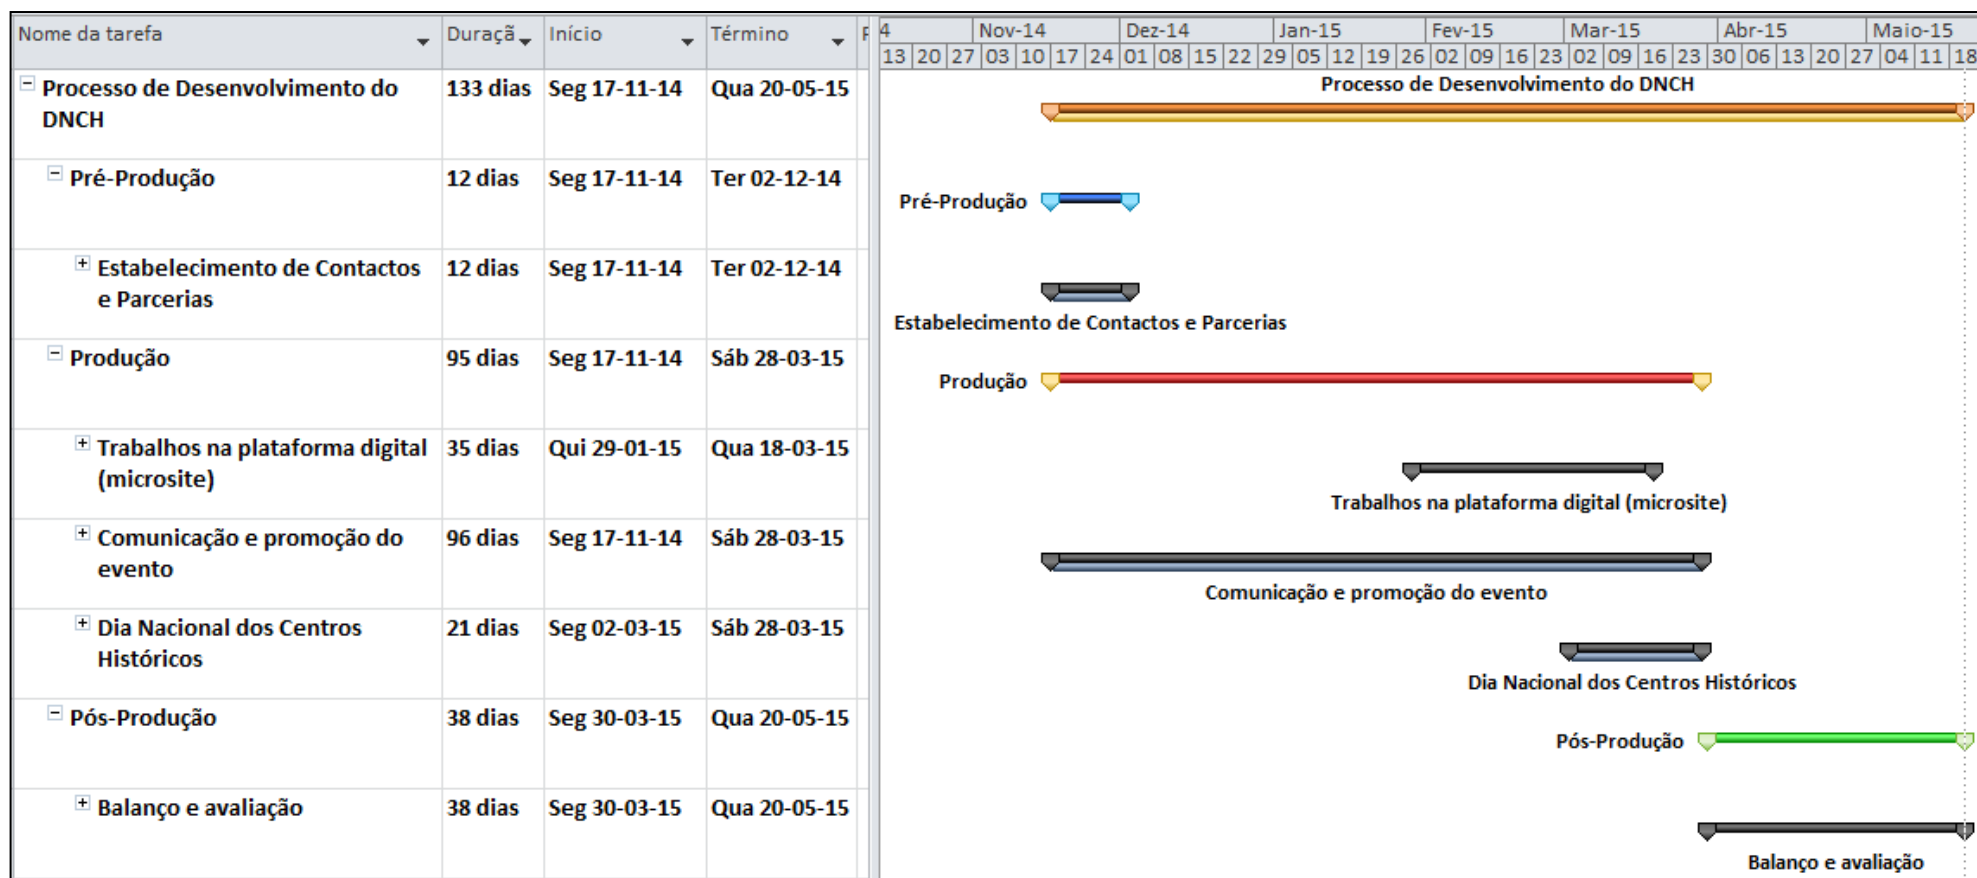 Nome da tarefa Duraçã Início Término F
4 Nov-14 Dez-14 Jan-15 Fev-15 Mar-15 Abr-15 Maio-15
13 20 27 03 10 17 24 01 08 15 22 29 05 12 19 26 02 09 16 23 02 09 16 23 30 06 13 20 27 04 11 18
Processo de Desenvolvimento do DNCH
Processo de Desenvolvimento do 133 dias Seg 17-11-14 Qua 20-05-15
DNCH
Pré-Produção 12 dias Seg 17-11-14 Ter 02-12-14
Pré-Produção
Estabelecimento de Contactos 12 dias Seg 17-11-14 Ter 02-12-14
e Parcerias
Estabelecimento de Contactos e Parcerias
Produção 95 dias Seg 17-11-14 Sáb 28-03-15
Produção
Trabalhos na plataforma digital 35 dias Qui 29-01-15 Qua 18-03-15
(microsite)
Trabalhos na plataforma digital (microsite)
Comunicação e promoção do 96 dias Seg 17-11-14 Sáb 28-03-15
evento
Comunicação e promoção do evento
Dia Nacional dos Centros 21 dias Seg 02-03-15 Sáb 28-03-15
Históricos
Dia Nacional dos Centros Históricos
Pós-Produção 38 dias Seg 30-03-15 Qua 20-05-15
Pós-Produção
Balanço e avaliação 38 dias Seg 30-03-15 Qua 20-05-15
Balanço e avaliação